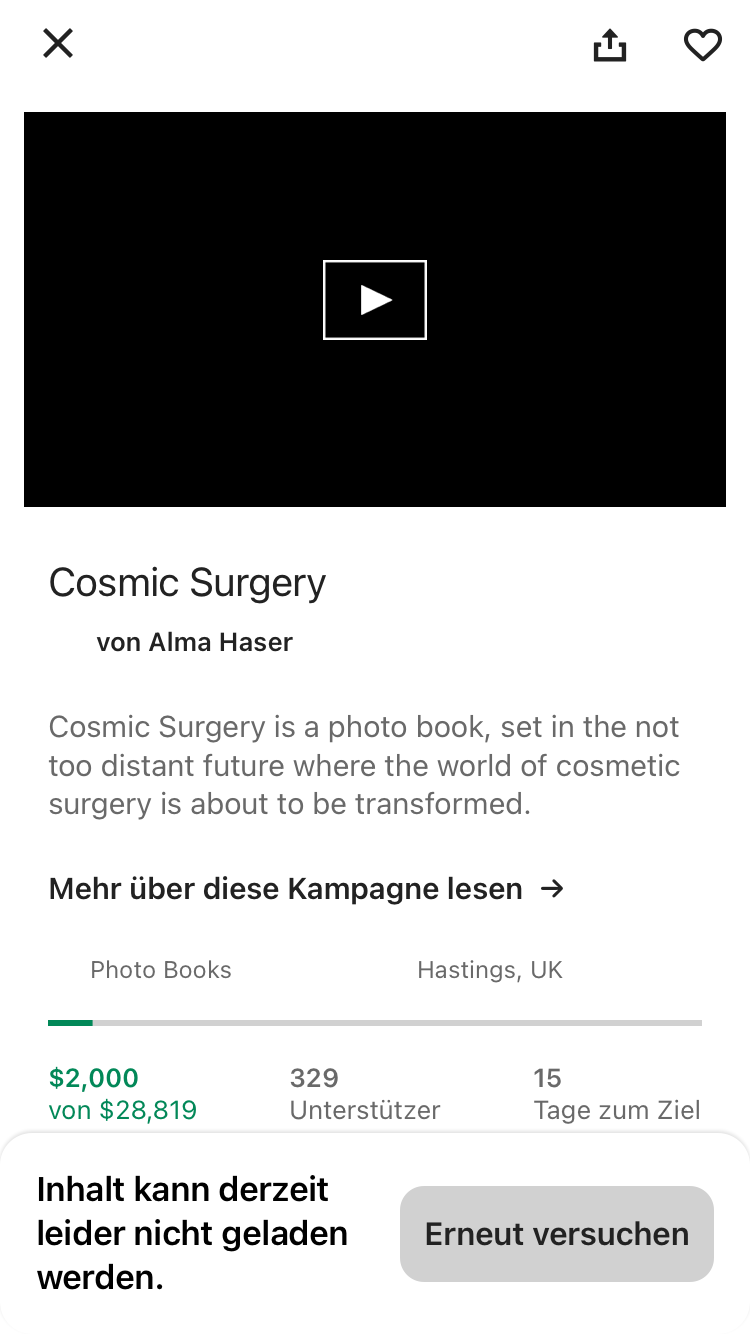 Cosmic Surgery
von Alma Haser
Cosmic Surgery is a photo book, set in the not
too distant future where the world of cosmetic
surgery is about to be transformed.
Mehr über diese Kampagne lesen →
Photo Books Hastings, UK
$2,000 329 15
von $28,819 Unterstützer Tage zum Ziel
Inhalt kann derzeit
leider nicht geladen
werden.
Erneut versuchen